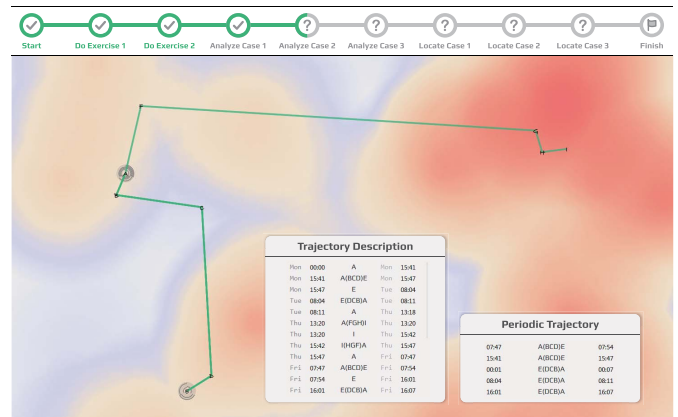 Start Do Exercise 1 Do Exercise 2 Analyze Case 1 Analyze Case 2 Analyze Case 3 Locate Case 1 Locate Case 2 Locate Case 3 Finish
F
G
H I
A
B
C
D
Trajectory Description
Mon 00:00 A Mon 15:41
Mon 15:41 A(BCD)E Mon 15:47
Mon 15:47 E Tue 08:04
Tue 08:04 E(DCB)A Tue 08:11
Tue 08:11 A Thu 13:18
Thu 13:20 A(FGH)I Thu 13:20
Thu 13:20 I Thu 15:42
Thu 15:42 I(HGF)A Thu 15:47
Thu 15:47 A Fri 07:47
Fri 07:47 A(BCD)E Fri 07:54
Fri 07:54 E Fri 16:01
Fri 16:01 E(DCB)A Fri 16:07
Periodic Trajectory
07:47 A(BCD)E 07:54
15:41 A(BCD)E 15:47
00:01 E(DCB)A 00:07
08:04 E(DCB)A 08:11
16:01 E(DCB)A 16:07